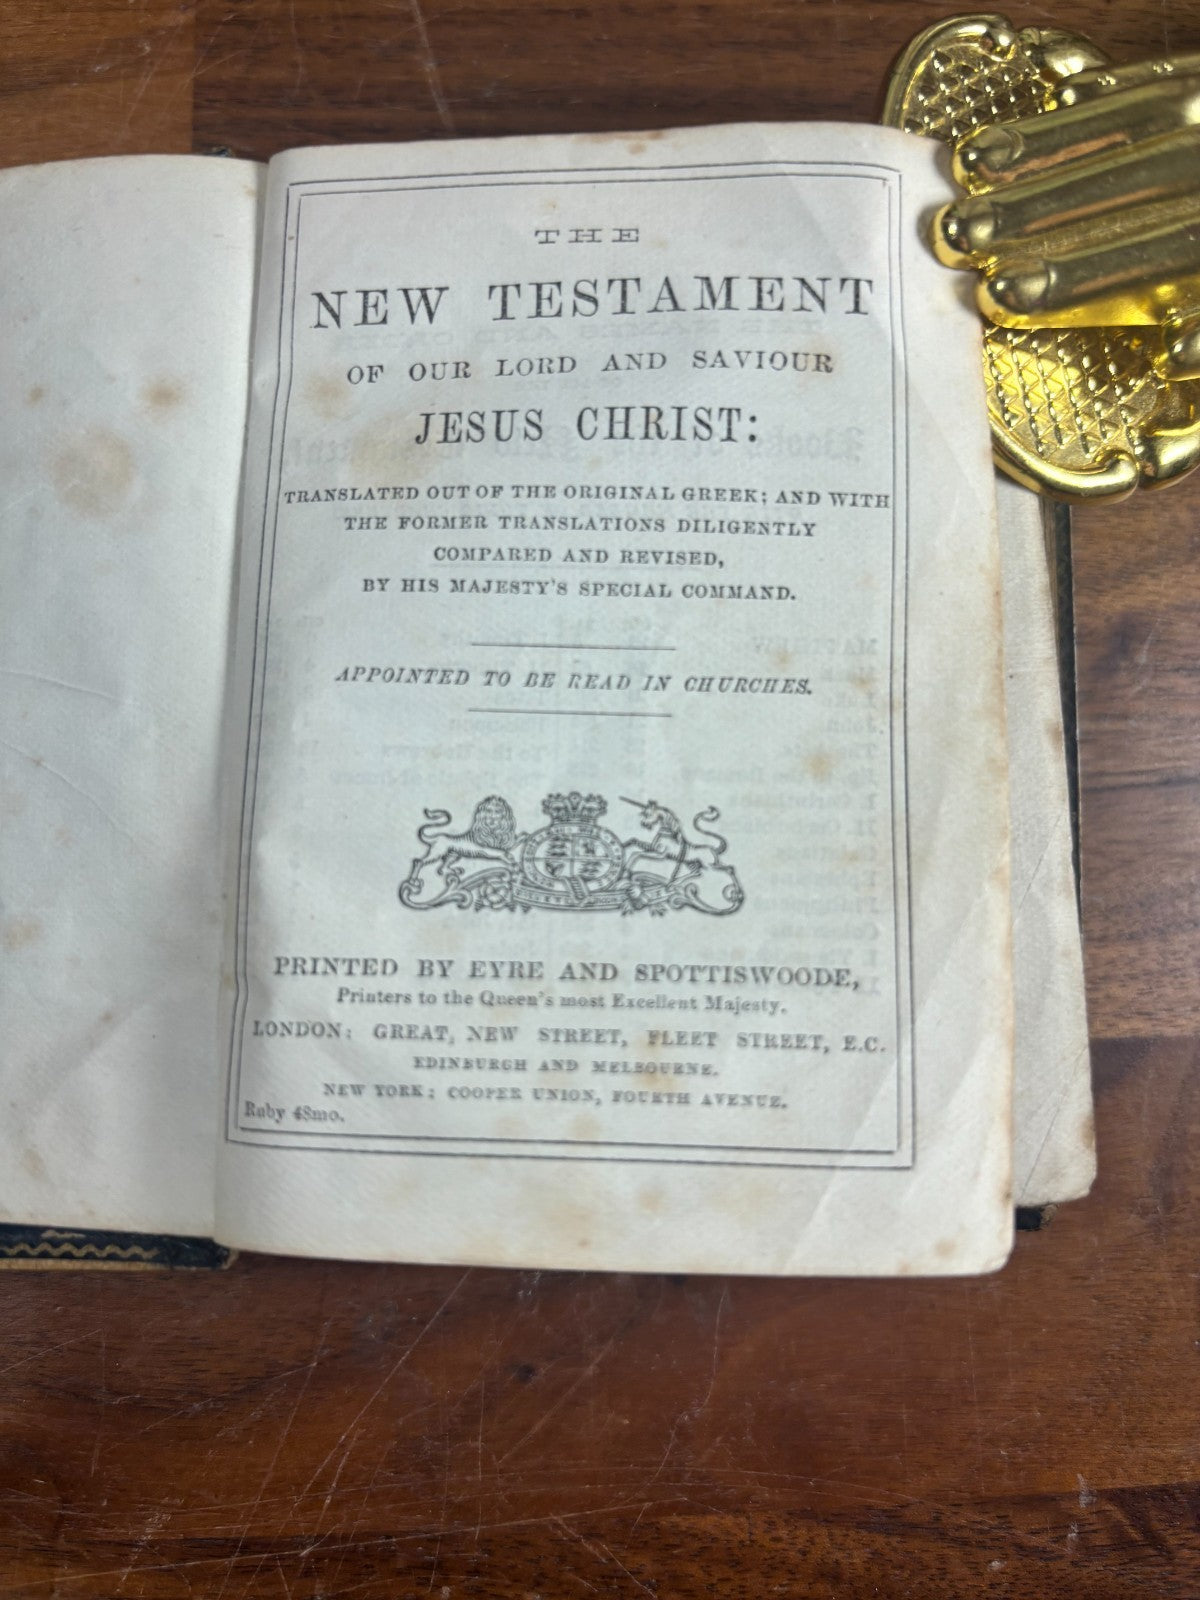 THE
NEW TESTAMENT
OF OUR LORD AND SAVIOUR
JESUS CHRIST:
TRANSLATED OUT OF THE ORIGINAL GREEK; AND WITH
THE FORMER TRANSLATIONS DILIGENTLY
COMPARED AND REVISED,
BY HIS MAJESTY'S SPECIAL COMMAND.
APPOINTED TO BE READ IN CHURCHES.
PRINTED BY EYRE AND SPOTTISWOODE,
Printers to the Queen's most Excellent Majesty.
LONDON: GREAT NEW STREET, FLEET STREET, E.C.
EDINBURGH AND MELBOURNE.
NEW YORK: COOPER UNION, FOURTH AVENUE.
Ruby 48mo.